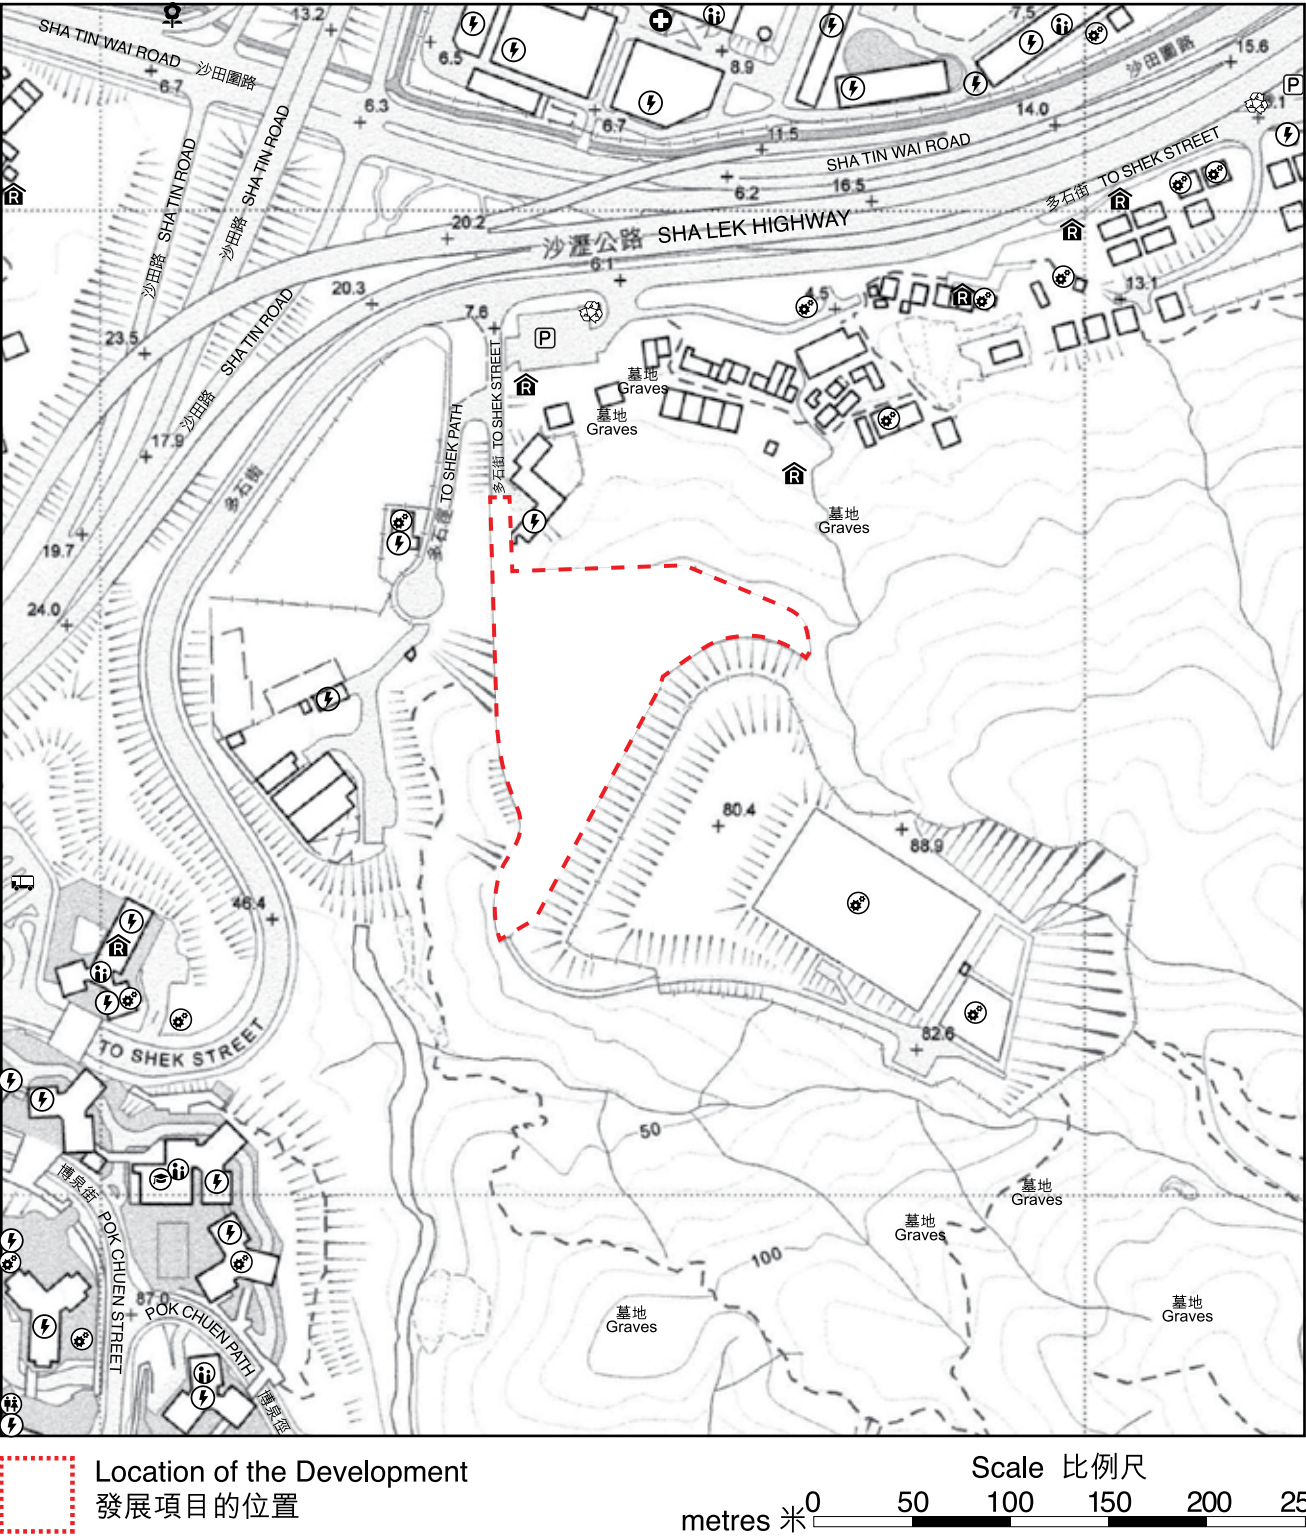 13.2
SHA TIN WAI ROAD 沙田圍路
6.7
6.3
6.5
8.9
6.7
11.5
7.5
14.0
15.6
沙田圍路
P
9.1
SHA TIN WAI ROAD
6.2
16.5
多石街 TO SHEK STREET
R
R
R
沙田路 SHA TIN ROAD
沙田路 SHA TIN ROAD
20.2
沙瀝公路 SHA LEK HIGHWAY
6.1
20.3
23.5
沙田路 SHA TIN ROAD
7.6
P
4.5
R
13.1
多石街 TO SHEK STREET
R
墓地
Graves
墓地
Graves
17.9
多石街
多石徑 TO SHEK PATH
R
墓地
Graves
19.7
24.0
80.4
88.9
46.4
R
82.6
TO SHEK STREET
50
博泉街 POK CHUEN STREET
墓地
Graves
墓地
Graves
100
87.0
POK CHUEN PATH
博泉徑
墓地
Graves
墓地
Graves
Location of the Development
發展項目的位置
Scale 比例尺
metres 米 0 50 100 150 200 25